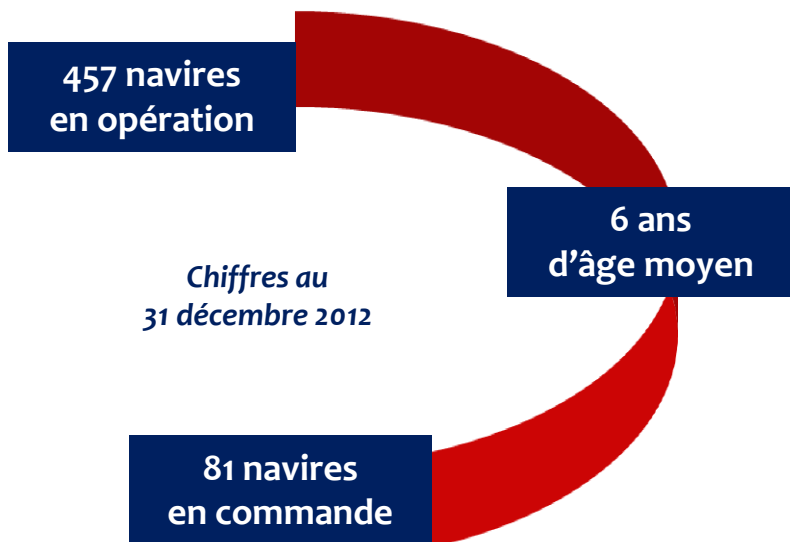 457 navires
en opération
6 ans
d’âge moyen
Chiffres au
31 décembre 2012
81 navires
en commande